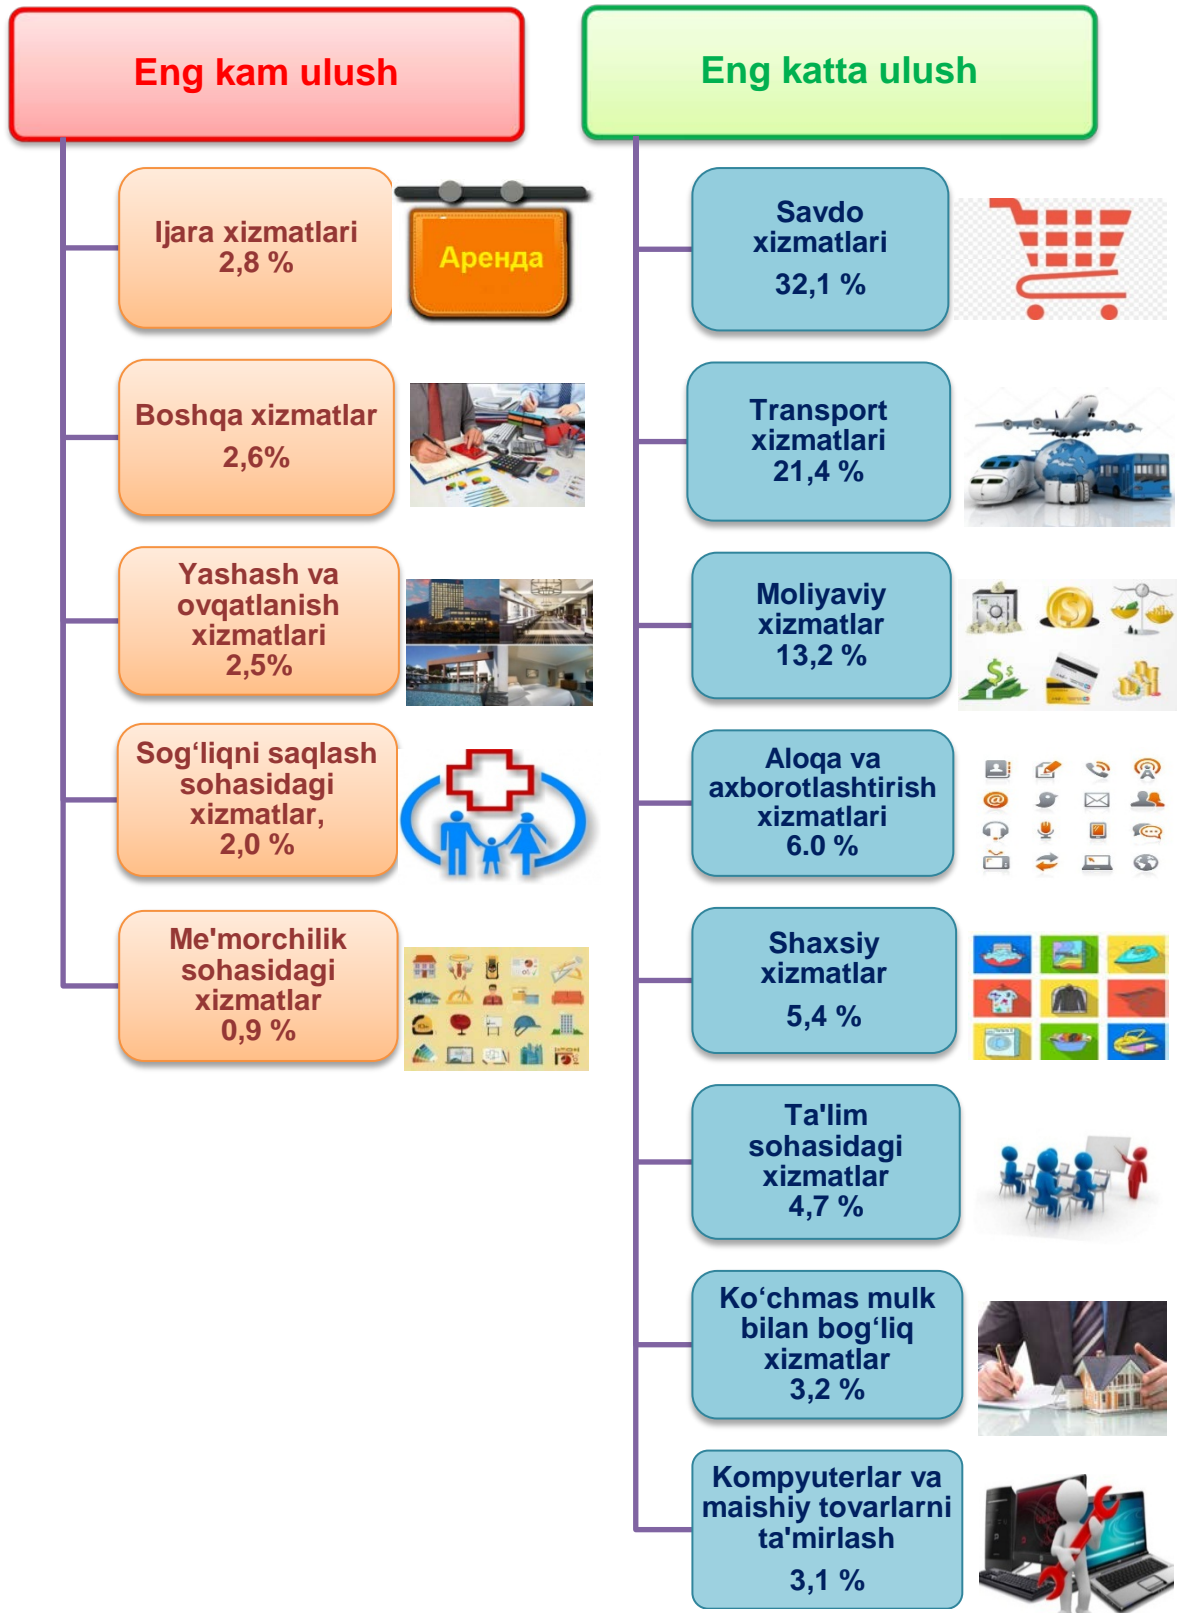 Eng kam ulush
Ijara xizmatlari
2,8 %
Аренда
Boshqa xizmatlar
2,6%
Yashash va
ovqatlanish
xizmatlari
2,5%
Sog‘liqni saqlash
sohasidagi
xizmatlar,
2,0 %
Me'morchilik
sohasidagi
xizmatlar
0,9 %
Eng katta ulush
Savdo
xizmatlari
32,1 %
Transport
xizmatlari
21,4 %
Moliyaviy
xizmatlar
13,2 %
Aloqa va
axborotlashtirish
xizmatlari
6.0 %
Shaxsiy
xizmatlar
5,4 %
Ta'lim
sohasidagi
xizmatlar
4,7 %
Ko‘chmas mulk
bilan bog‘liq
xizmatlar
3,2 %
Kompyuterlar va
maishiy tovarlarni
ta'mirlash
3,1 %